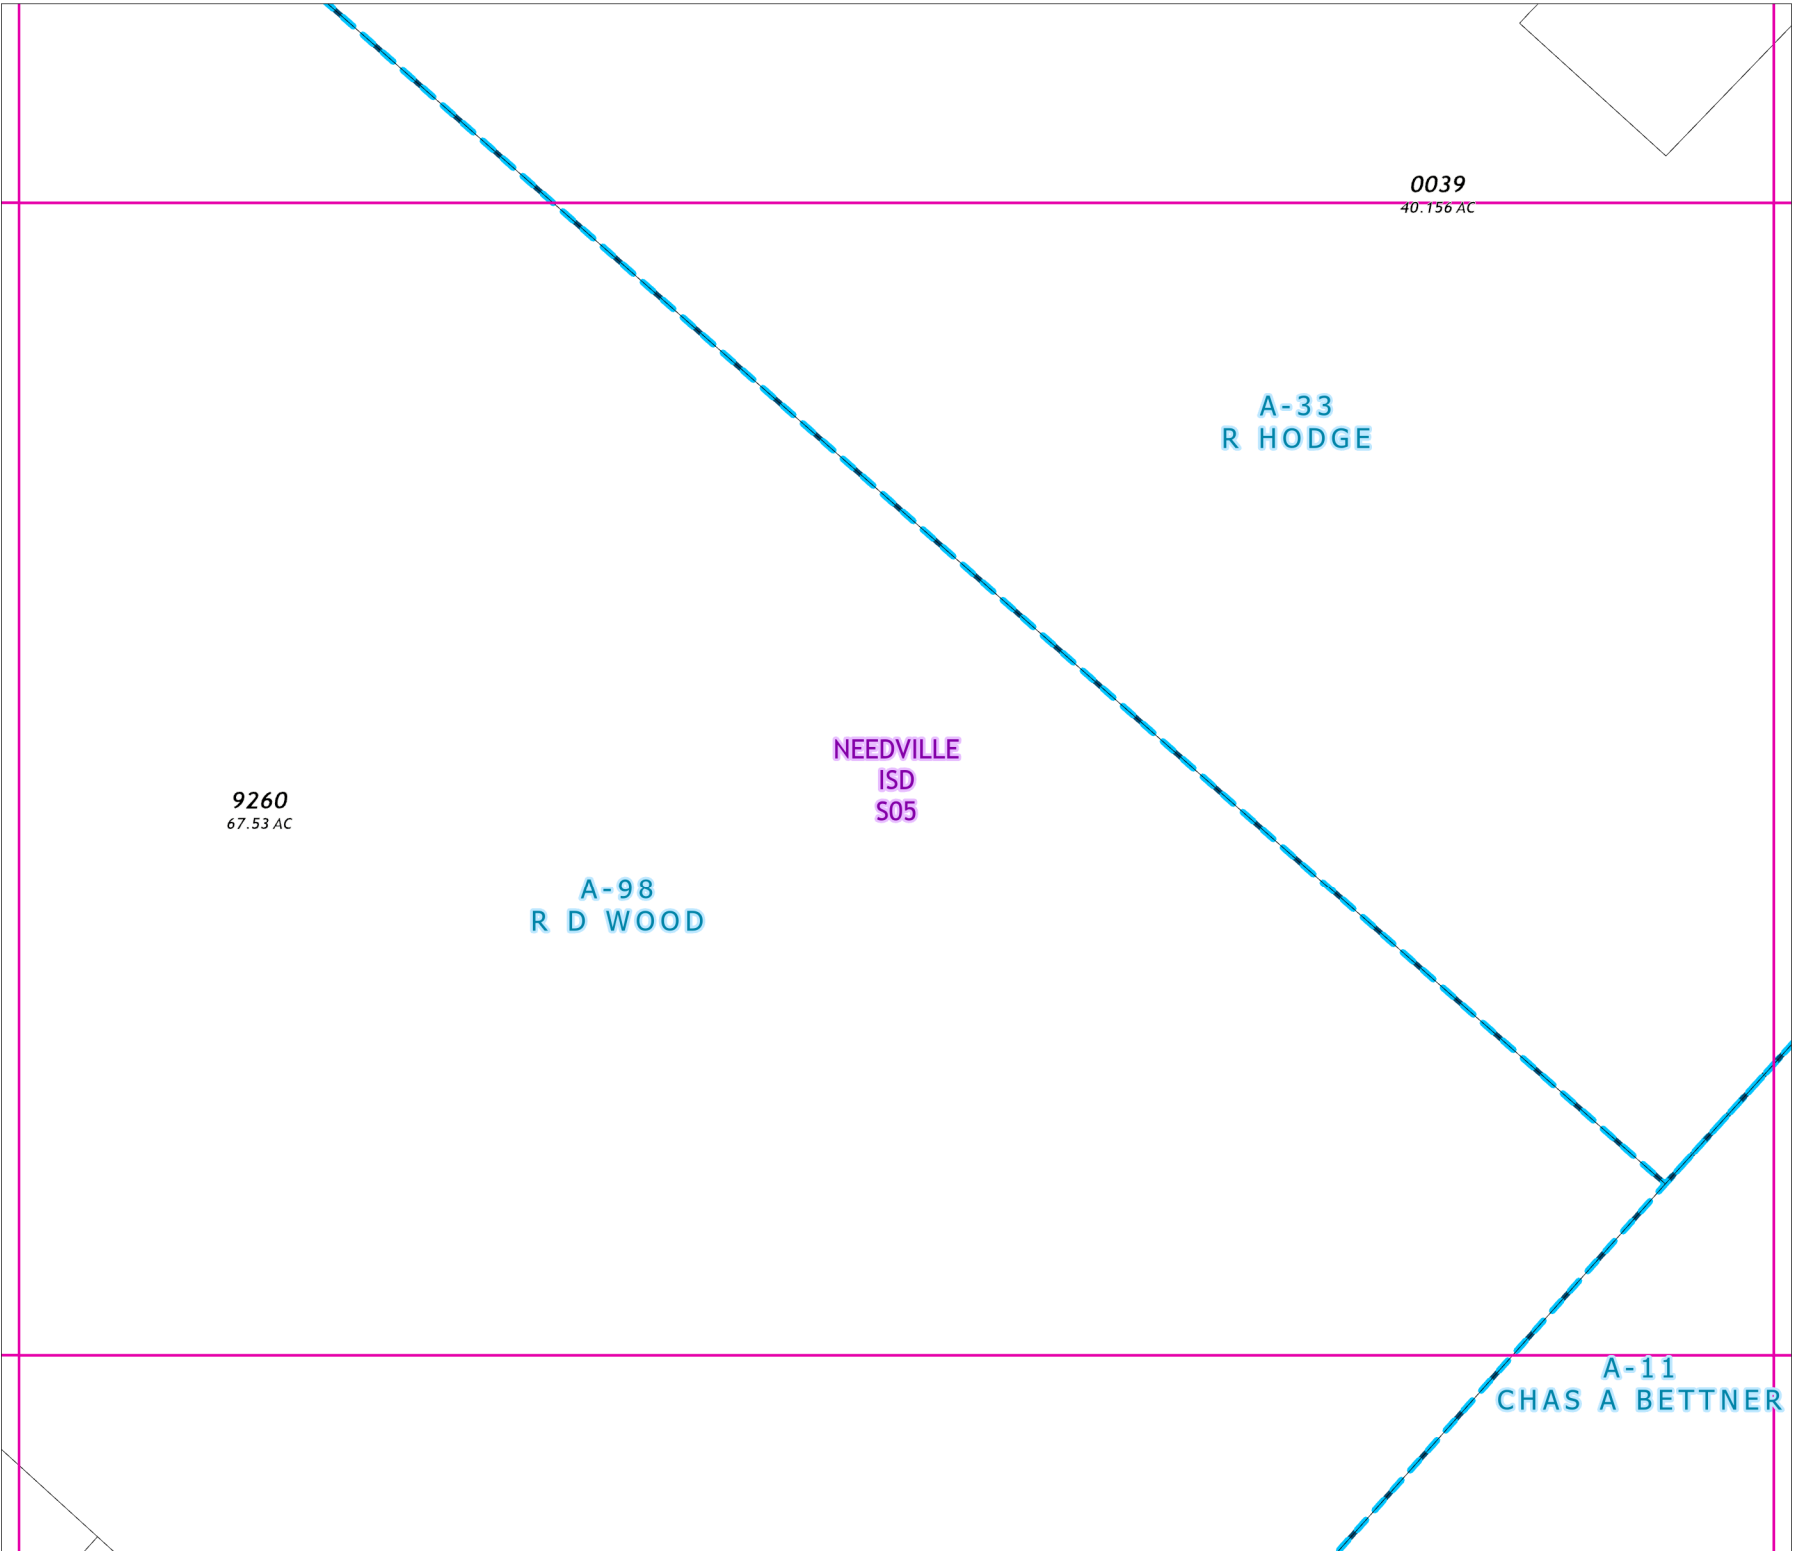 0039
40.156 AC
A-33
R HODGE
NEEDVILLE
ISD
S05
9260
67.53 AC
A-98
R D WOOD
A-11
CHAS A BETTNER